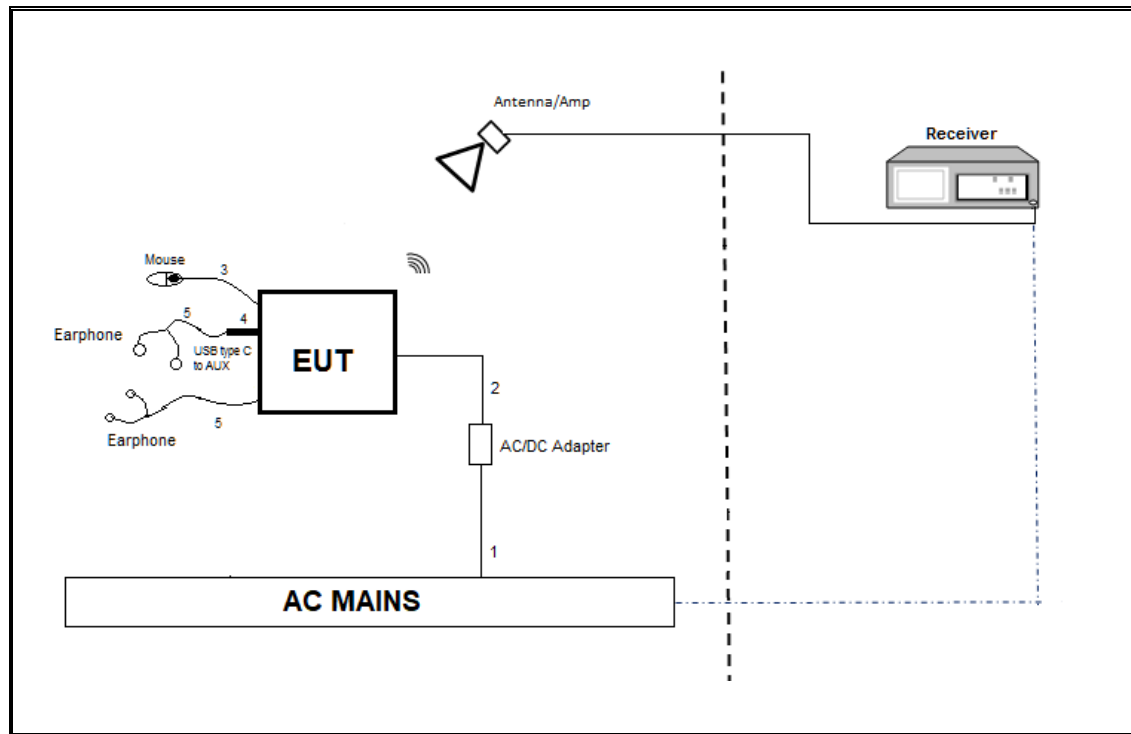 Antenna/Amp
Receiver
Mouse
3
5
4
Earphone
USB type C
to AUX
EUT
2
5
Earphone
AC/DC Adapter
1
AC MAINS